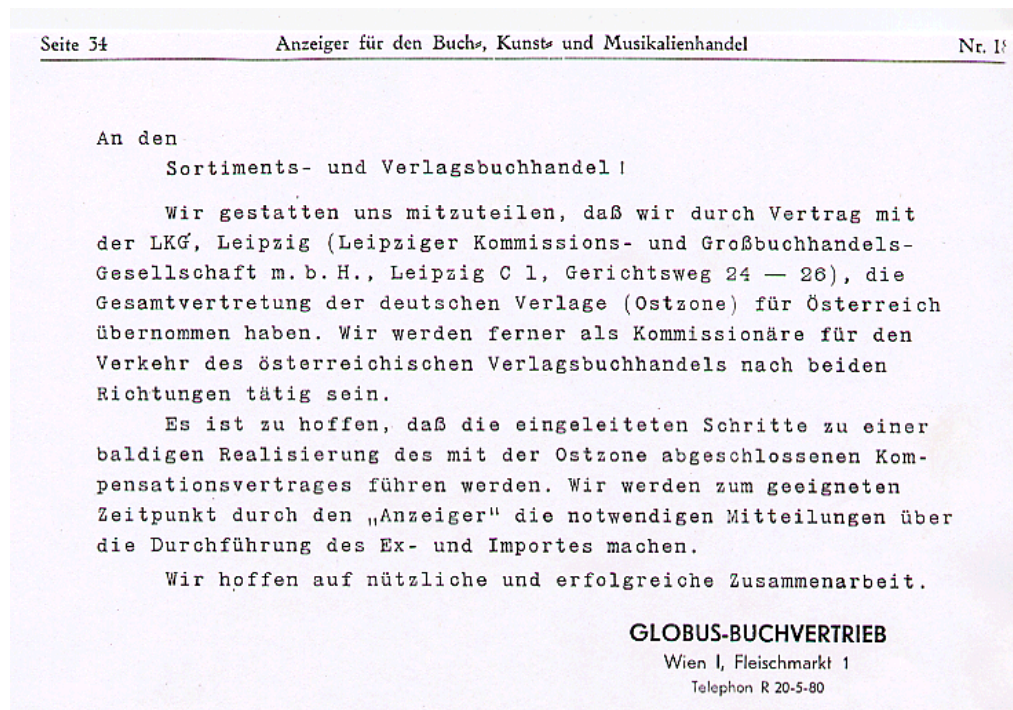 Seite 34 Anzeiger für den Buch-, Kunst- und Musikalienhandel Nr.
An den
Sortiments- und Verlagsbuchhandel!
Wir gestatten uns mitzuteilen, daß wir durch Vertrag mit
der LKG, Leipzig (Leipziger Kommissions- und Großbuchhandels-
Gesellschaft m. b. H., Leipzig C 1, Gerichtsweg 24 — 26), die
Gesamtvertretung der deutschen Verlage (Ostzone) für Österreich
übernommen haben. Wir werden ferner als Kommissionäre für den
Verkehr des österreichischen Verlagsbuchhandels nach beiden
Richtungen tätig sein.
Es ist zu hoffen, daß die eingeleiteten Schritte zu einer
baldigen Realisierung des mit der Ostzone abgeschlossenen Kom-
pensationsvertrages führen werden. Wir werden zum geeigneten
Zeitpunkt durch den „Anzeiger" die notwendigen Mitteilungen über
die Durchführung des Ex- und Importes machen.
Wir hoffen auf nützliche und erfolgreiche Zusammenarbeit.
GLOBUS-BUCHVERTRIEB
Wien I, Fleischmarkt 1
Telephon R 20-5-80